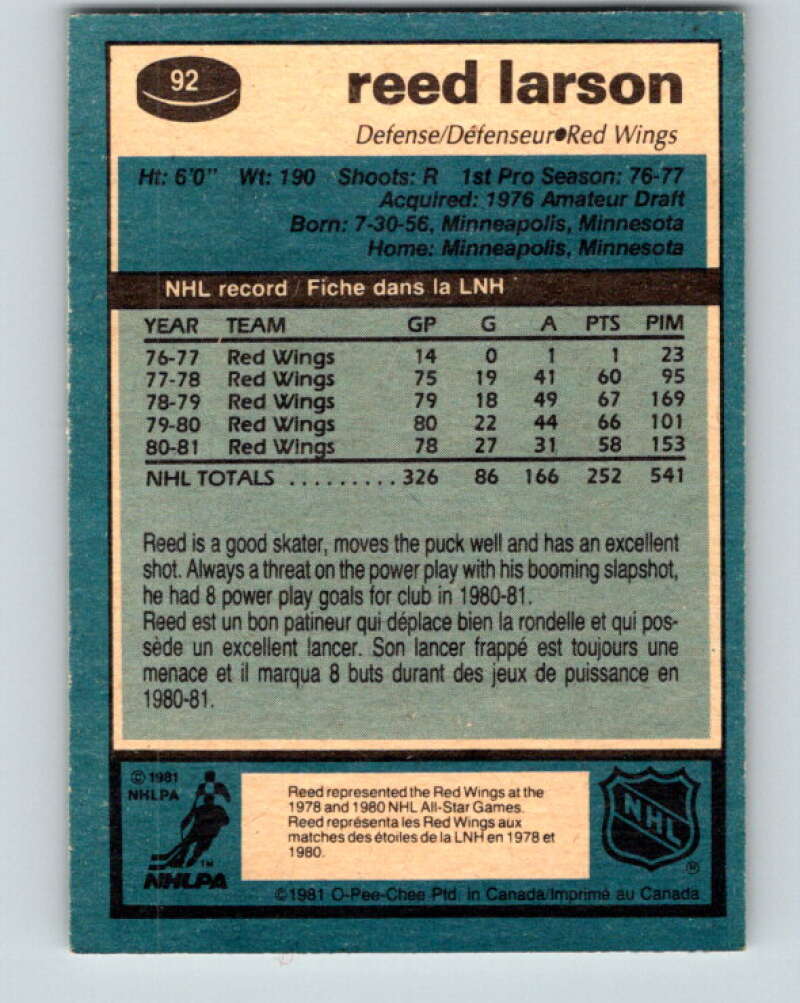 92
reed larson
Defense/Défenseur●Red Wings
Ht: 6'0" Wt: 190 Shoots: R 1st Pro Season: 76-77
Acquired: 1976 Amateur Draft
Born: 7-30-56, Minneapolis, Minnesota
Home: Minneapolis, Minnesota
NHL record / Fiche dans la LNH
YEAR TEAM GP G A PTS PIM
76-77 Red Wings 14 0 1 1 23
77-78 Red Wings 75 19 41 60 95
78-79 Red Wings 79 18 49 67 169
79-80 Red Wings 80 22 44 66 101
80-81 Red Wings 78 27 31 58 153
NHL TOTALS ......... 326 86 166 252 541
Reed is a good skater, moves the puck well and has an excellent
shot. Always a threat on the power play with his booming slapshot,
he had 8 power play goals for club in 1980-81.
Reed est un bon patineur qui déplace bien la rondelle et qui pos-
sède un excellent lancer. Son lancer frappé est toujours une
menace et il marqua 8 buts durant des jeux de puissance en
1980-81.
© 1981
NHLPA
TM
NHLPA
Reed represented the Red Wings at the
1978 and 1980 NHL All-Star Games.
Reed représenta les Red Wings aux
matches des étoiles de la LNH en 1978 et
1980.
NHL
®
©1981 O-Pee-Chee Ptd. in Canada/Imprimé au Canada